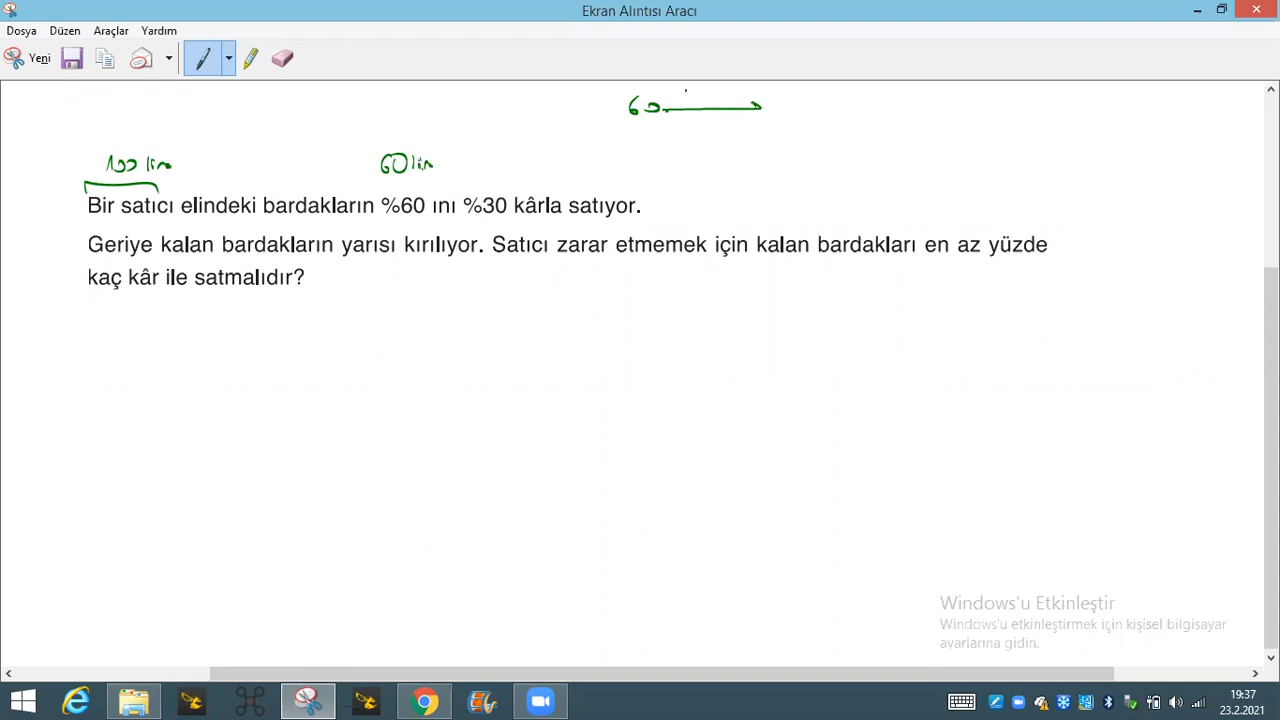 Ekran Alıntısı Aracı
Dosya Düzen Araçlar Yardım
Yeni
60
100 lira 60 lira
Bir satıcı elindeki bardakların %60 ını %30 kârla satıyor.
Geriye kalan bardakların yarısı kırılıyor. Satıcı zarar etmemek için kalan bardakları en az yüzde
kaç kâr ile satmalıdır?
Windows'u Etkinleştir
Windows'u etkinleştirmek için kişisel bilgisayar
ayarlarına gidin.
19:37
23.2.2021